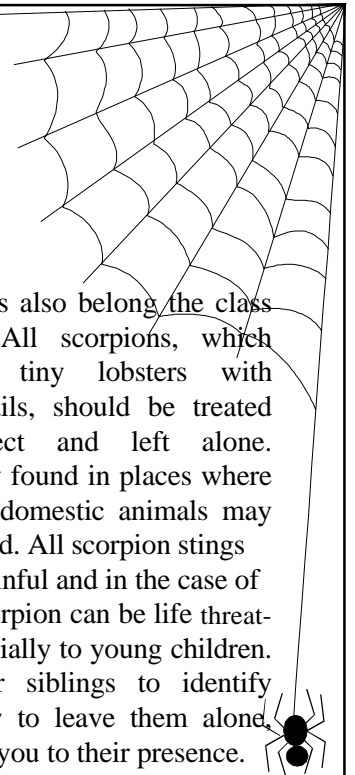 s also belong the class
All scorpions, which
tiny lobsters with
ils, should be treated
ect and left alone.
found in places where
domestic animals may
d. All scorpion stings
nful and in the case of
rpion can be life threat-
ially to young children.
r siblings to identify
y to leave them alone,
you to their presence.